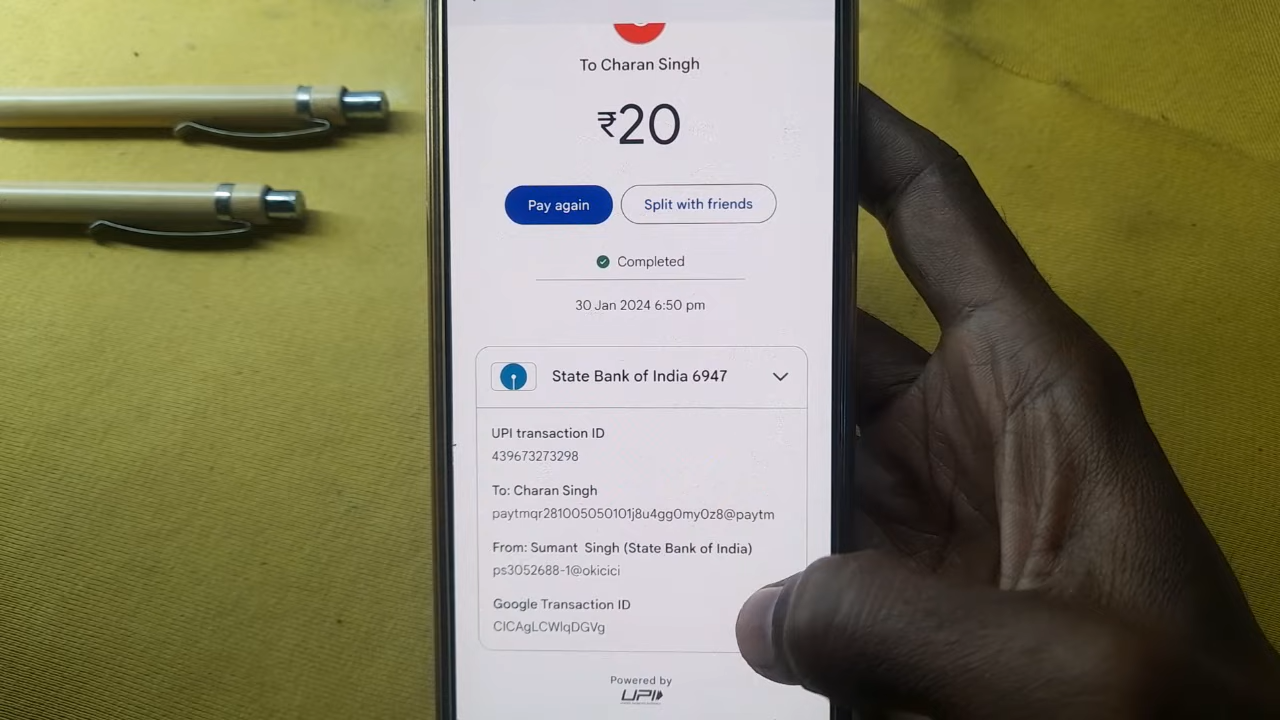 To Charan Singh
₹20
Pay again
Split with friends
Completed
30 Jan 2024 6:50 pm
State Bank of India 6947
UPI transaction ID
439673273298
To: Charan Singh
paytmqr281005050101j8u4gg0my0z8@paytm
From: Sumant Singh (State Bank of India)
ps3052688-1@okicici
Google Transaction ID
CICAgLCWlqDGVg
Powered by
UPI